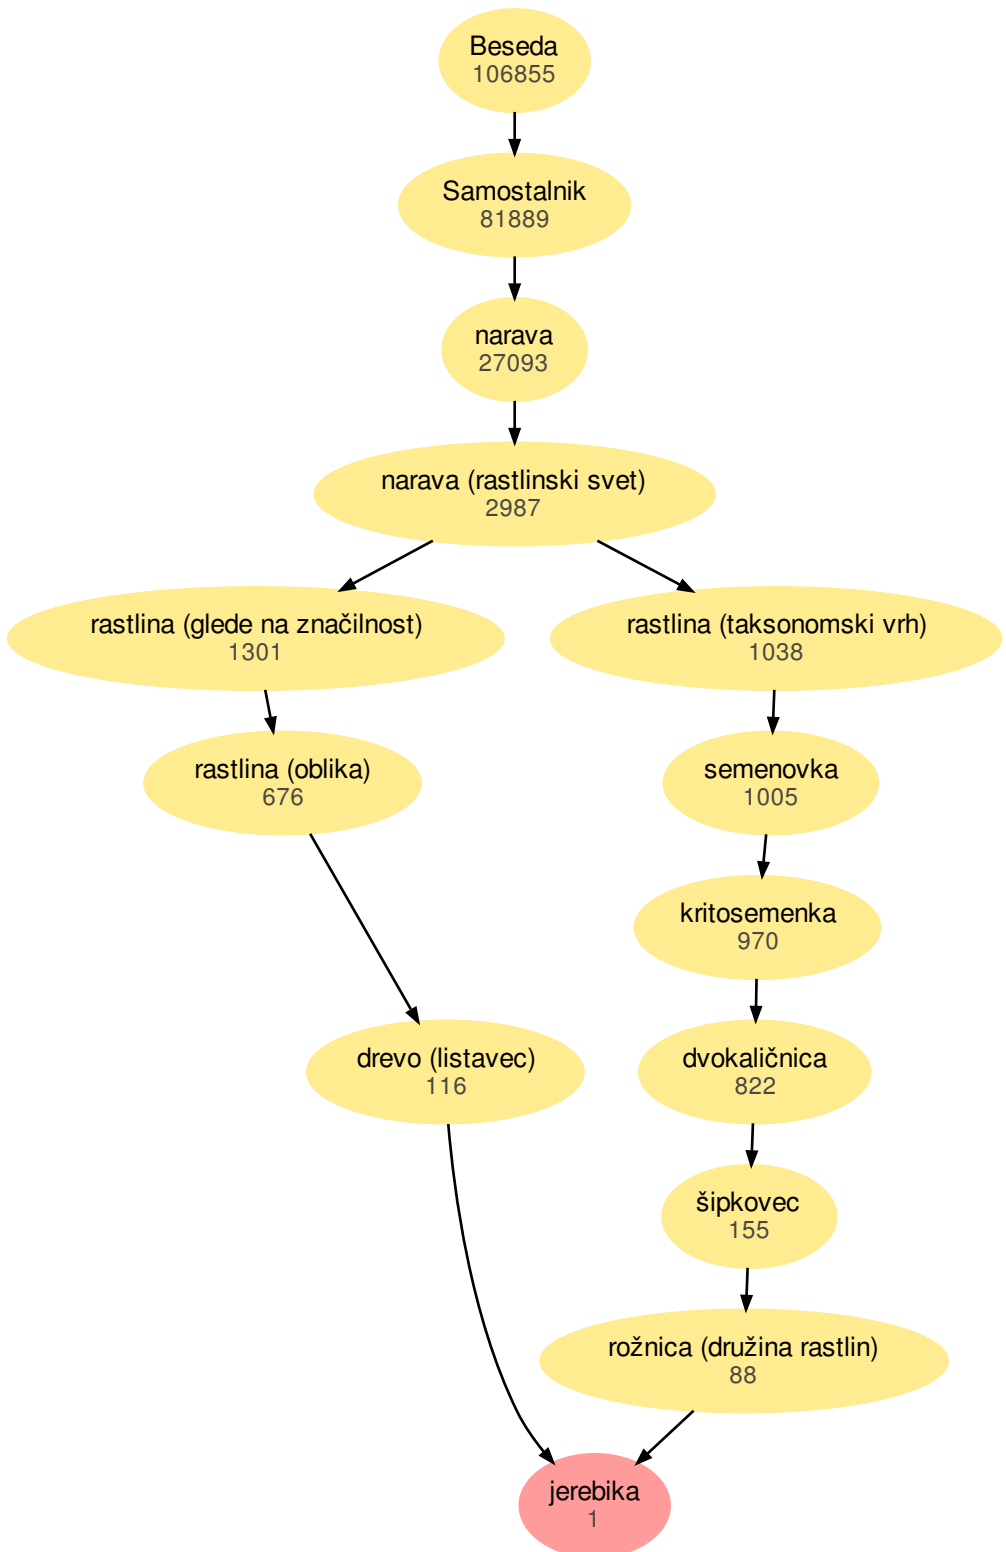 Beseda
106855
Samostalnik
81889
narava
27093
narava (rastlinski svet)
2987
rastlina (glede na značilnost)
1301
rastlina (taksonomski vrh)
1038
rastlina (oblika)
676
semenovka
1005
kritosemenka
970
drevo (listavec)
116
dvokaličnica
822
šipkovec
155
rožnica (družina rastlin)
88
jerebika
1